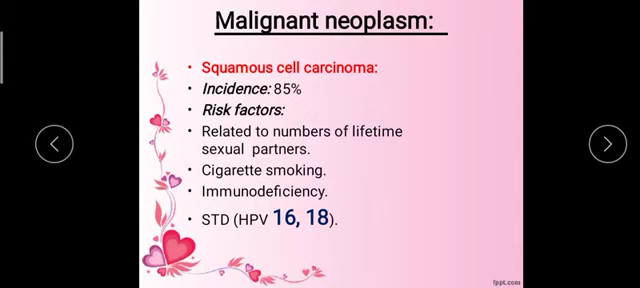 Malignant neoplasm:
• Squamous cell carcinoma:
• Incidence: 85%
• Risk factors:
• Related to numbers of lifetime
sexual partners.
• Cigarette smoking.
• Immunodeficiency.
• STD (HPV 16, 18).
fppt.com